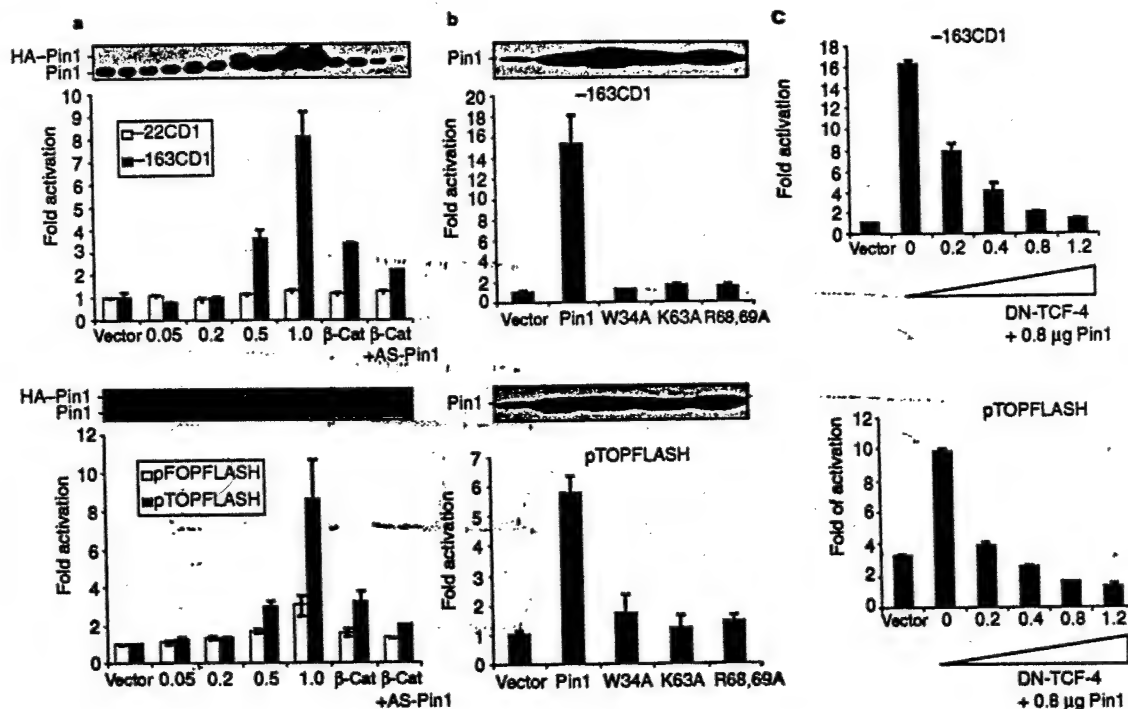 a
HA–Pin1
Pin1
10
9
8
7
6
5
4
3
2
1
0
Fold activation
–22CD1
–163CD1
Vector 0.05 0.2 0.5 1.0 β-Cat β-Cat
+AS-Pin1
HA–Pin1
Pin1
12
10
8
6
4
2
0
Fold activation
pFOPFLASH
pTOPFLASH
Vector 0.05 0.2 0.5 1.0 β-Cat β-Cat
+AS-Pin1
b
Pin1
–163CD1
20
18
16
14
12
10
8
6
4
2
0
Fold activation
Vector Pin1 W34A K63A R68,69A
Pin1
pTOPFLASH
7
6
5
4
3
2
1
0
Fold activation
Vector Pin1 W34A K63A R68,69A
C
–163CD1
18
16
14
12
10
8
6
4
2
0
Fold activation
Vector 0 0.2 0.4 0.8 1.2
DN-TCF-4
+ 0.8 µg Pin1
pTOPFLASH
12
10
8
6
4
2
0
Fold of activation
Vector 0 0.2 0.4 0.8 1.2
DN-TCF-4
+ 0.8 µg Pin1